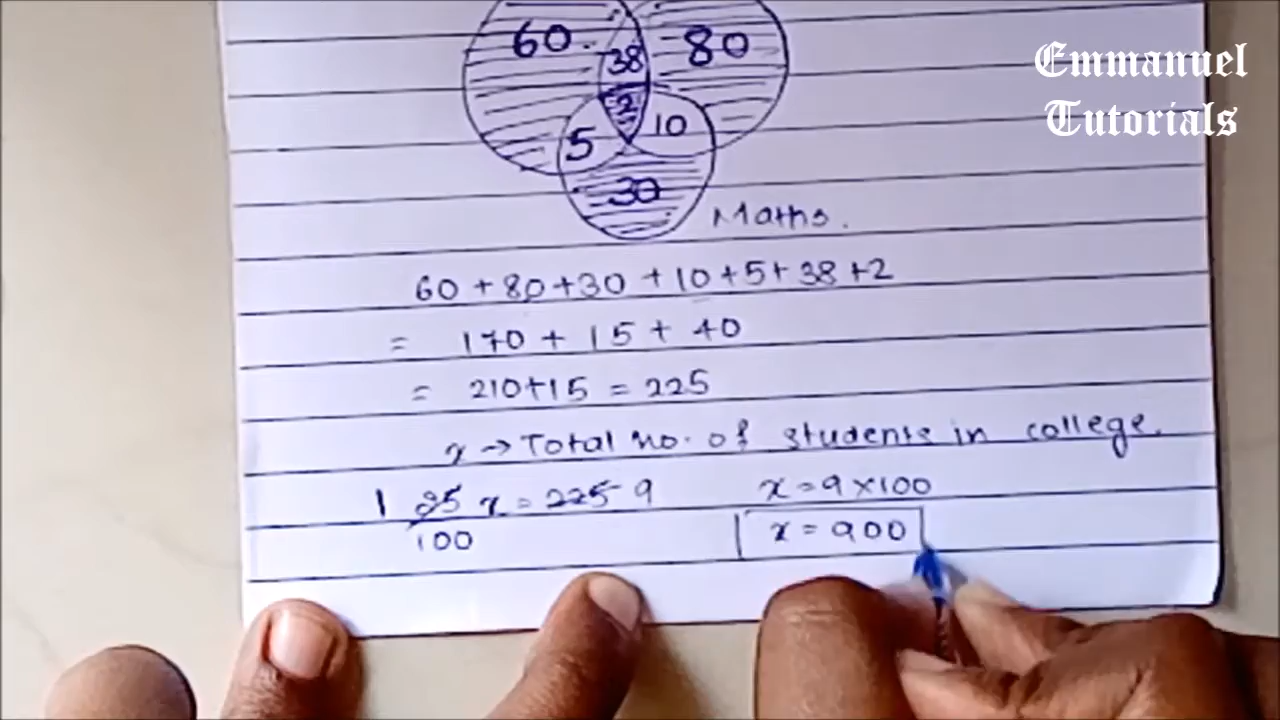 60
38
80
Emmanuel
Tutorials
2
5
10
30
Maths.
60 + 80 + 30 + 10 + 5 + 38 + 2
= 170 + 15 + 40
= 210 + 15 = 225
x → Total no. of students in college.
1 25 x = 225 9
100
x = 9 × 100
x = 900